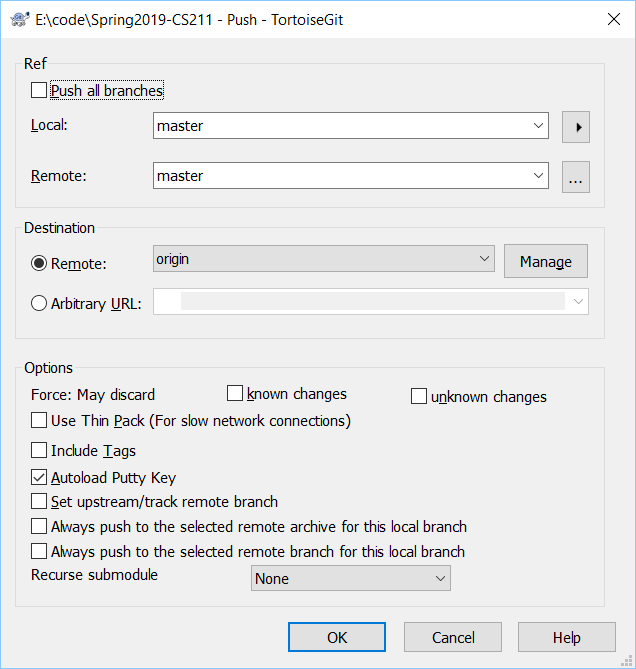 E:\code\Spring2019-CS211 - Push - TortoiseGit
Ref
Push all branches
Local:
master
Remote:
master
...
Destination
Remote:
origin
Manage
Arbitrary URL:
Options
Force: May discard
known changes
unknown changes
Use Thin Pack (For slow network connections)
Include Tags
Autoload Putty Key
Set upstream/track remote branch
Always push to the selected remote archive for this local branch
Always push to the selected remote branch for this local branch
Recurse submodule
None
OK
Cancel
Help